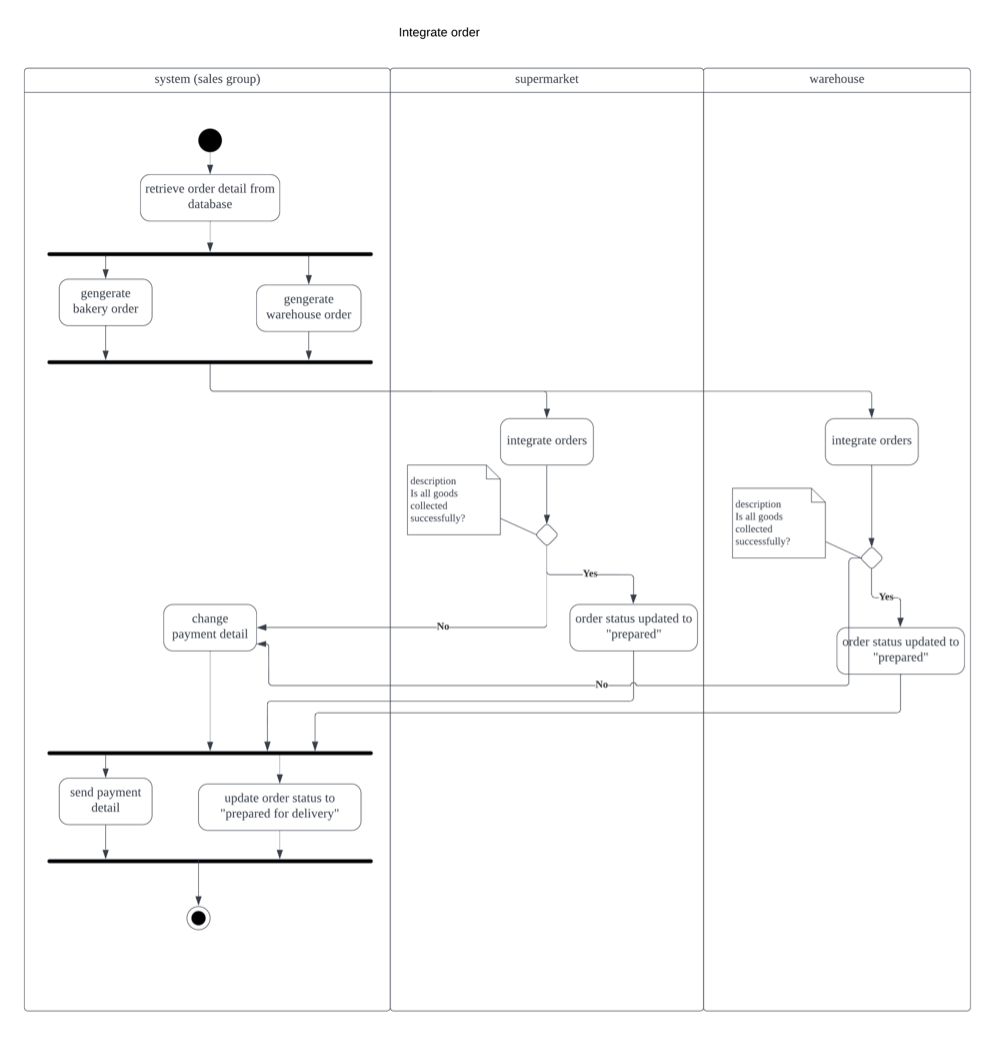 Integrate order
system (sales group)
supermarket
warehouse
retrieve order detail from
database
gengerate
bakery order
gengerate
warehouse order
integrate orders
integrate orders
description
Is all goods
collected
successfully?
description
Is all goods
collected
successfully?
Yes
Yes
change
payment detail
No
order status updated to
"prepared"
order status updated to
"prepared"
No
send payment
detail
update order status to
"prepared for delivery"